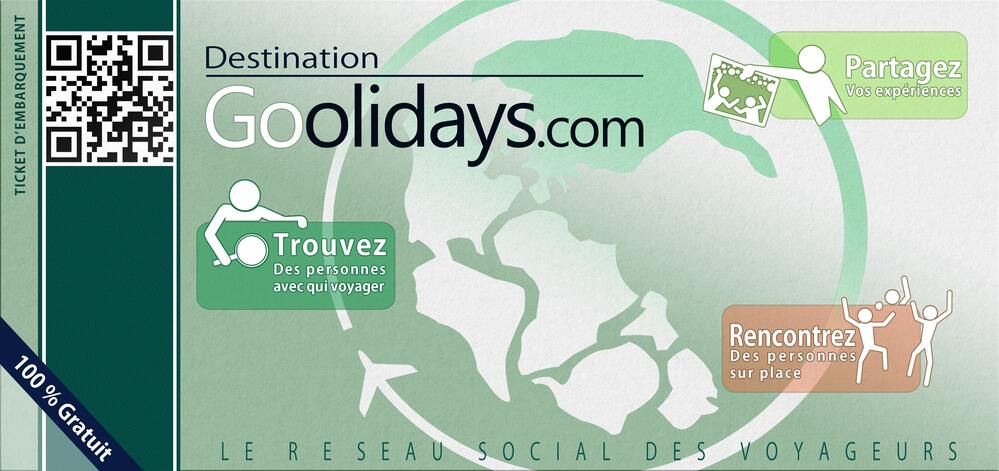 TICKET D'EMBARQUEMENT
Destination
Goolidays.com
Partagez
Vos expériences
Trouvez
Des personnes
avec qui voyager
Rencontrez
Des personnes
sur place
100 % Gratuit
LE RESEAU SOCIAL DES VOYAGEURS